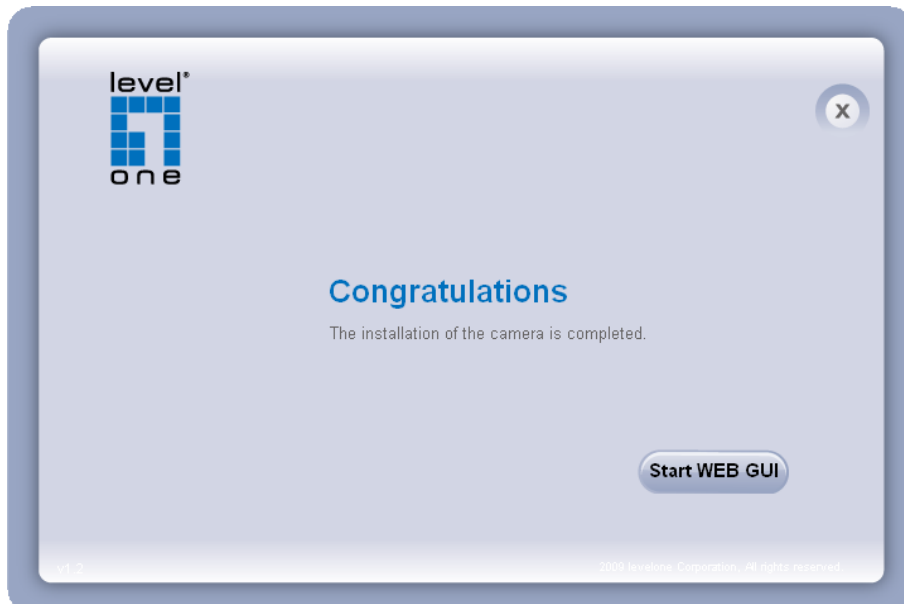 level®
one
X
Congratulations
The installation of the camera is completed.
Start WEB GUI
v1.2
2009 levelone Corporation. All rights reserved.